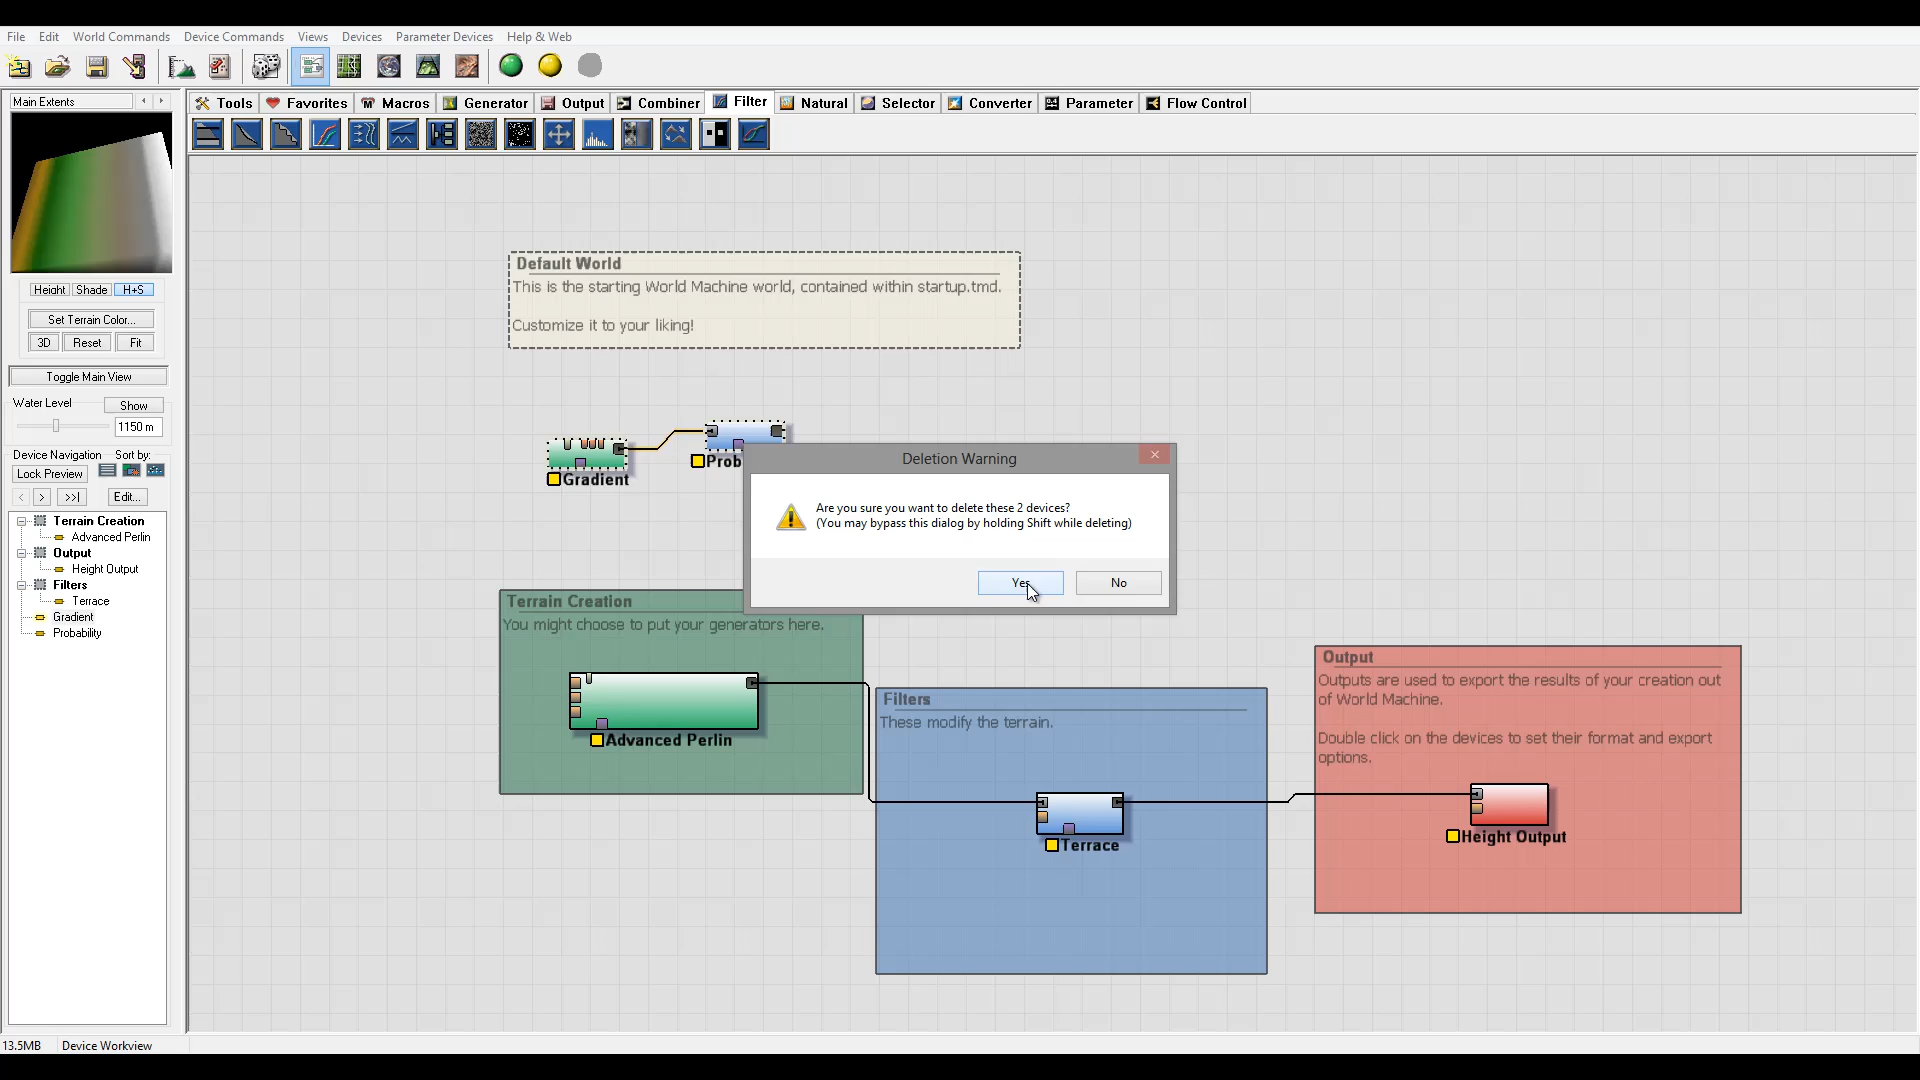 File Edit World Commands Device Commands Views Devices Parameter Devices Help & Web
Main Extents
Tools Favorites Macros Generator Output Combiner Filter Natural Selector Converter Parameter Flow Control
Height Shade H+S
Set Terrain Color...
3D Reset Fit
Toggle Main View
Water Level Show
1150 m
Device Navigation Sort by:
Lock Preview
< > >>| Edit...
Terrain Creation
Advanced Perlin
Output
Height Output
Filters
Terrace
Gradient
Probability
Default World
This is the starting World Machine world, contained within startup.tmd.
Customize it to your liking!
Gradient
Prob
Deletion Warning
Are you sure you want to delete these 2 devices?
(You may bypass this dialog by holding Shift while deleting)
Yes No
Terrain Creation
You might choose to put your generators here.
Advanced Perlin
Filters
These modify the terrain.
Terrace
Output
Outputs are used to export the results of your creation out
of World Machine.
Double click on the devices to set their format and export
options.
Height Output
13.5MB Device Workview